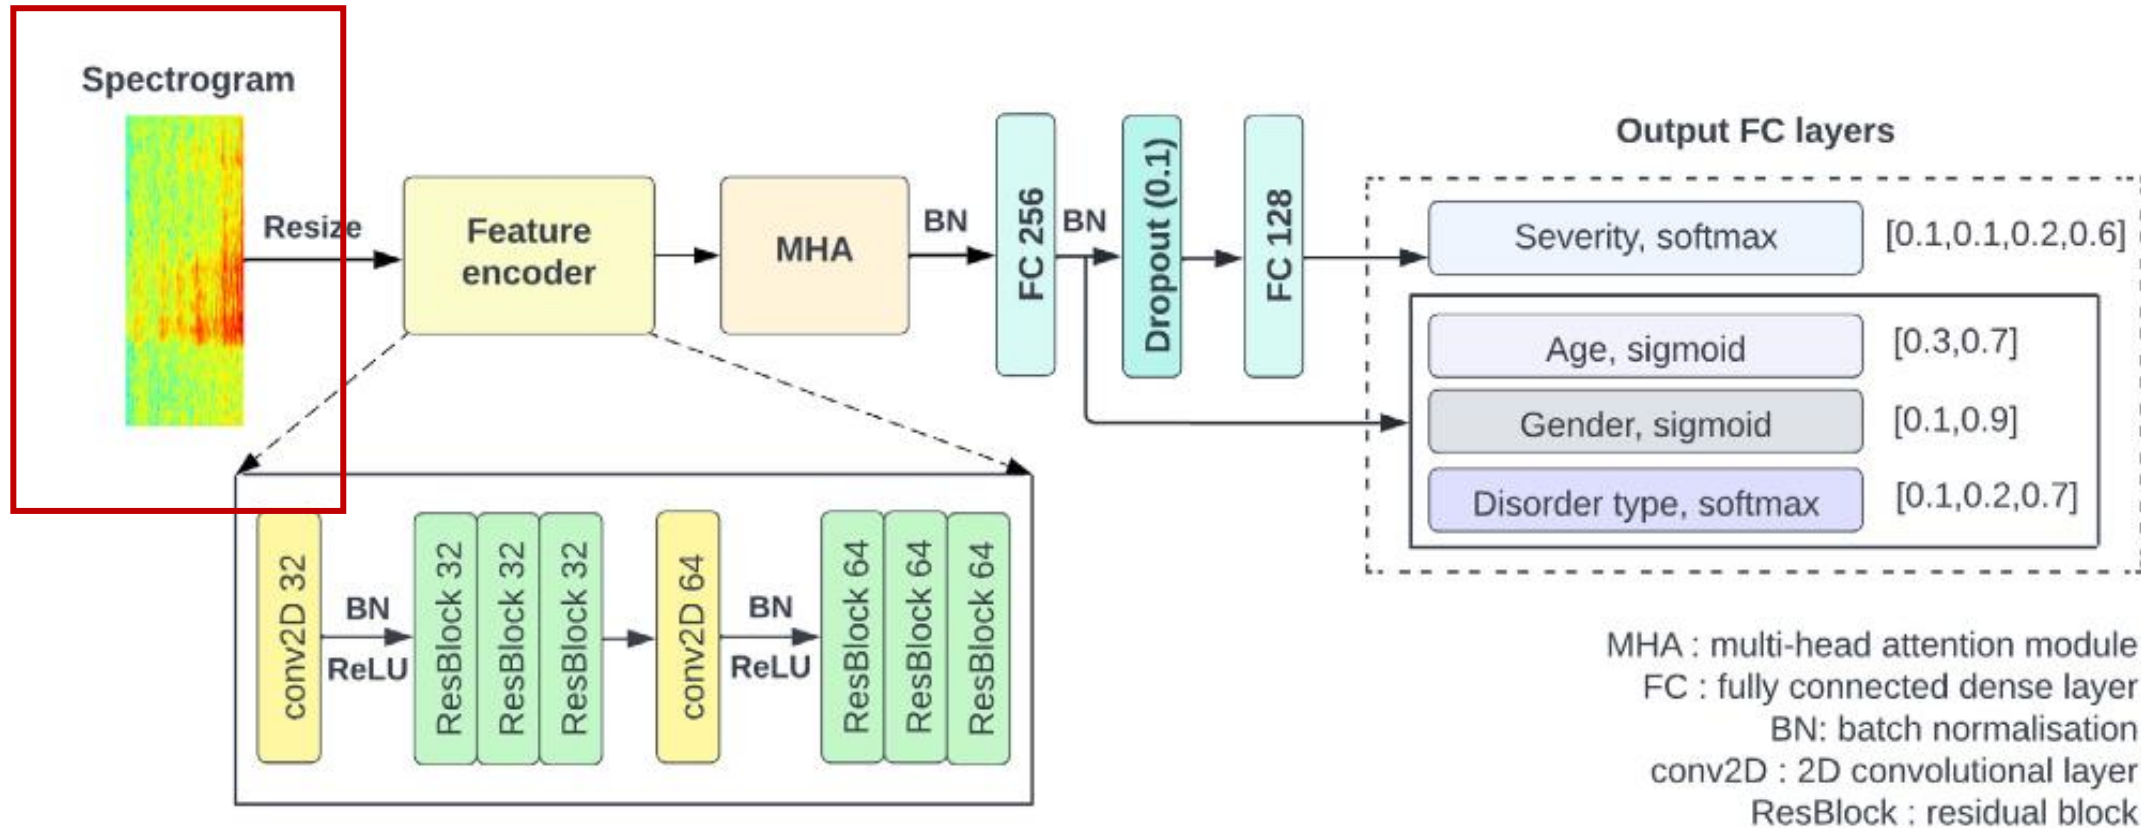 Spectrogram
Resize
Feature
encoder
MHA
BN
FC 256
BN
Dropout (0.1)
FC 128
Output FC layers
Severity, softmax
[0.1,0.1,0.2,0.6]
Age, sigmoid
[0.3,0.7]
Gender, sigmoid
[0.1,0.9]
Disorder type, softmax
[0.1,0.2,0.7]
conv2D 32
BN
ReLU
ResBlock 32
ResBlock 32
ResBlock 32
conv2D 64
BN
ReLU
ResBlock 64
ResBlock 64
ResBlock 64
MHA : multi-head attention module
FC : fully connected dense layer
BN: batch normalisation
conv2D : 2D convolutional layer
ResBlock : residual block